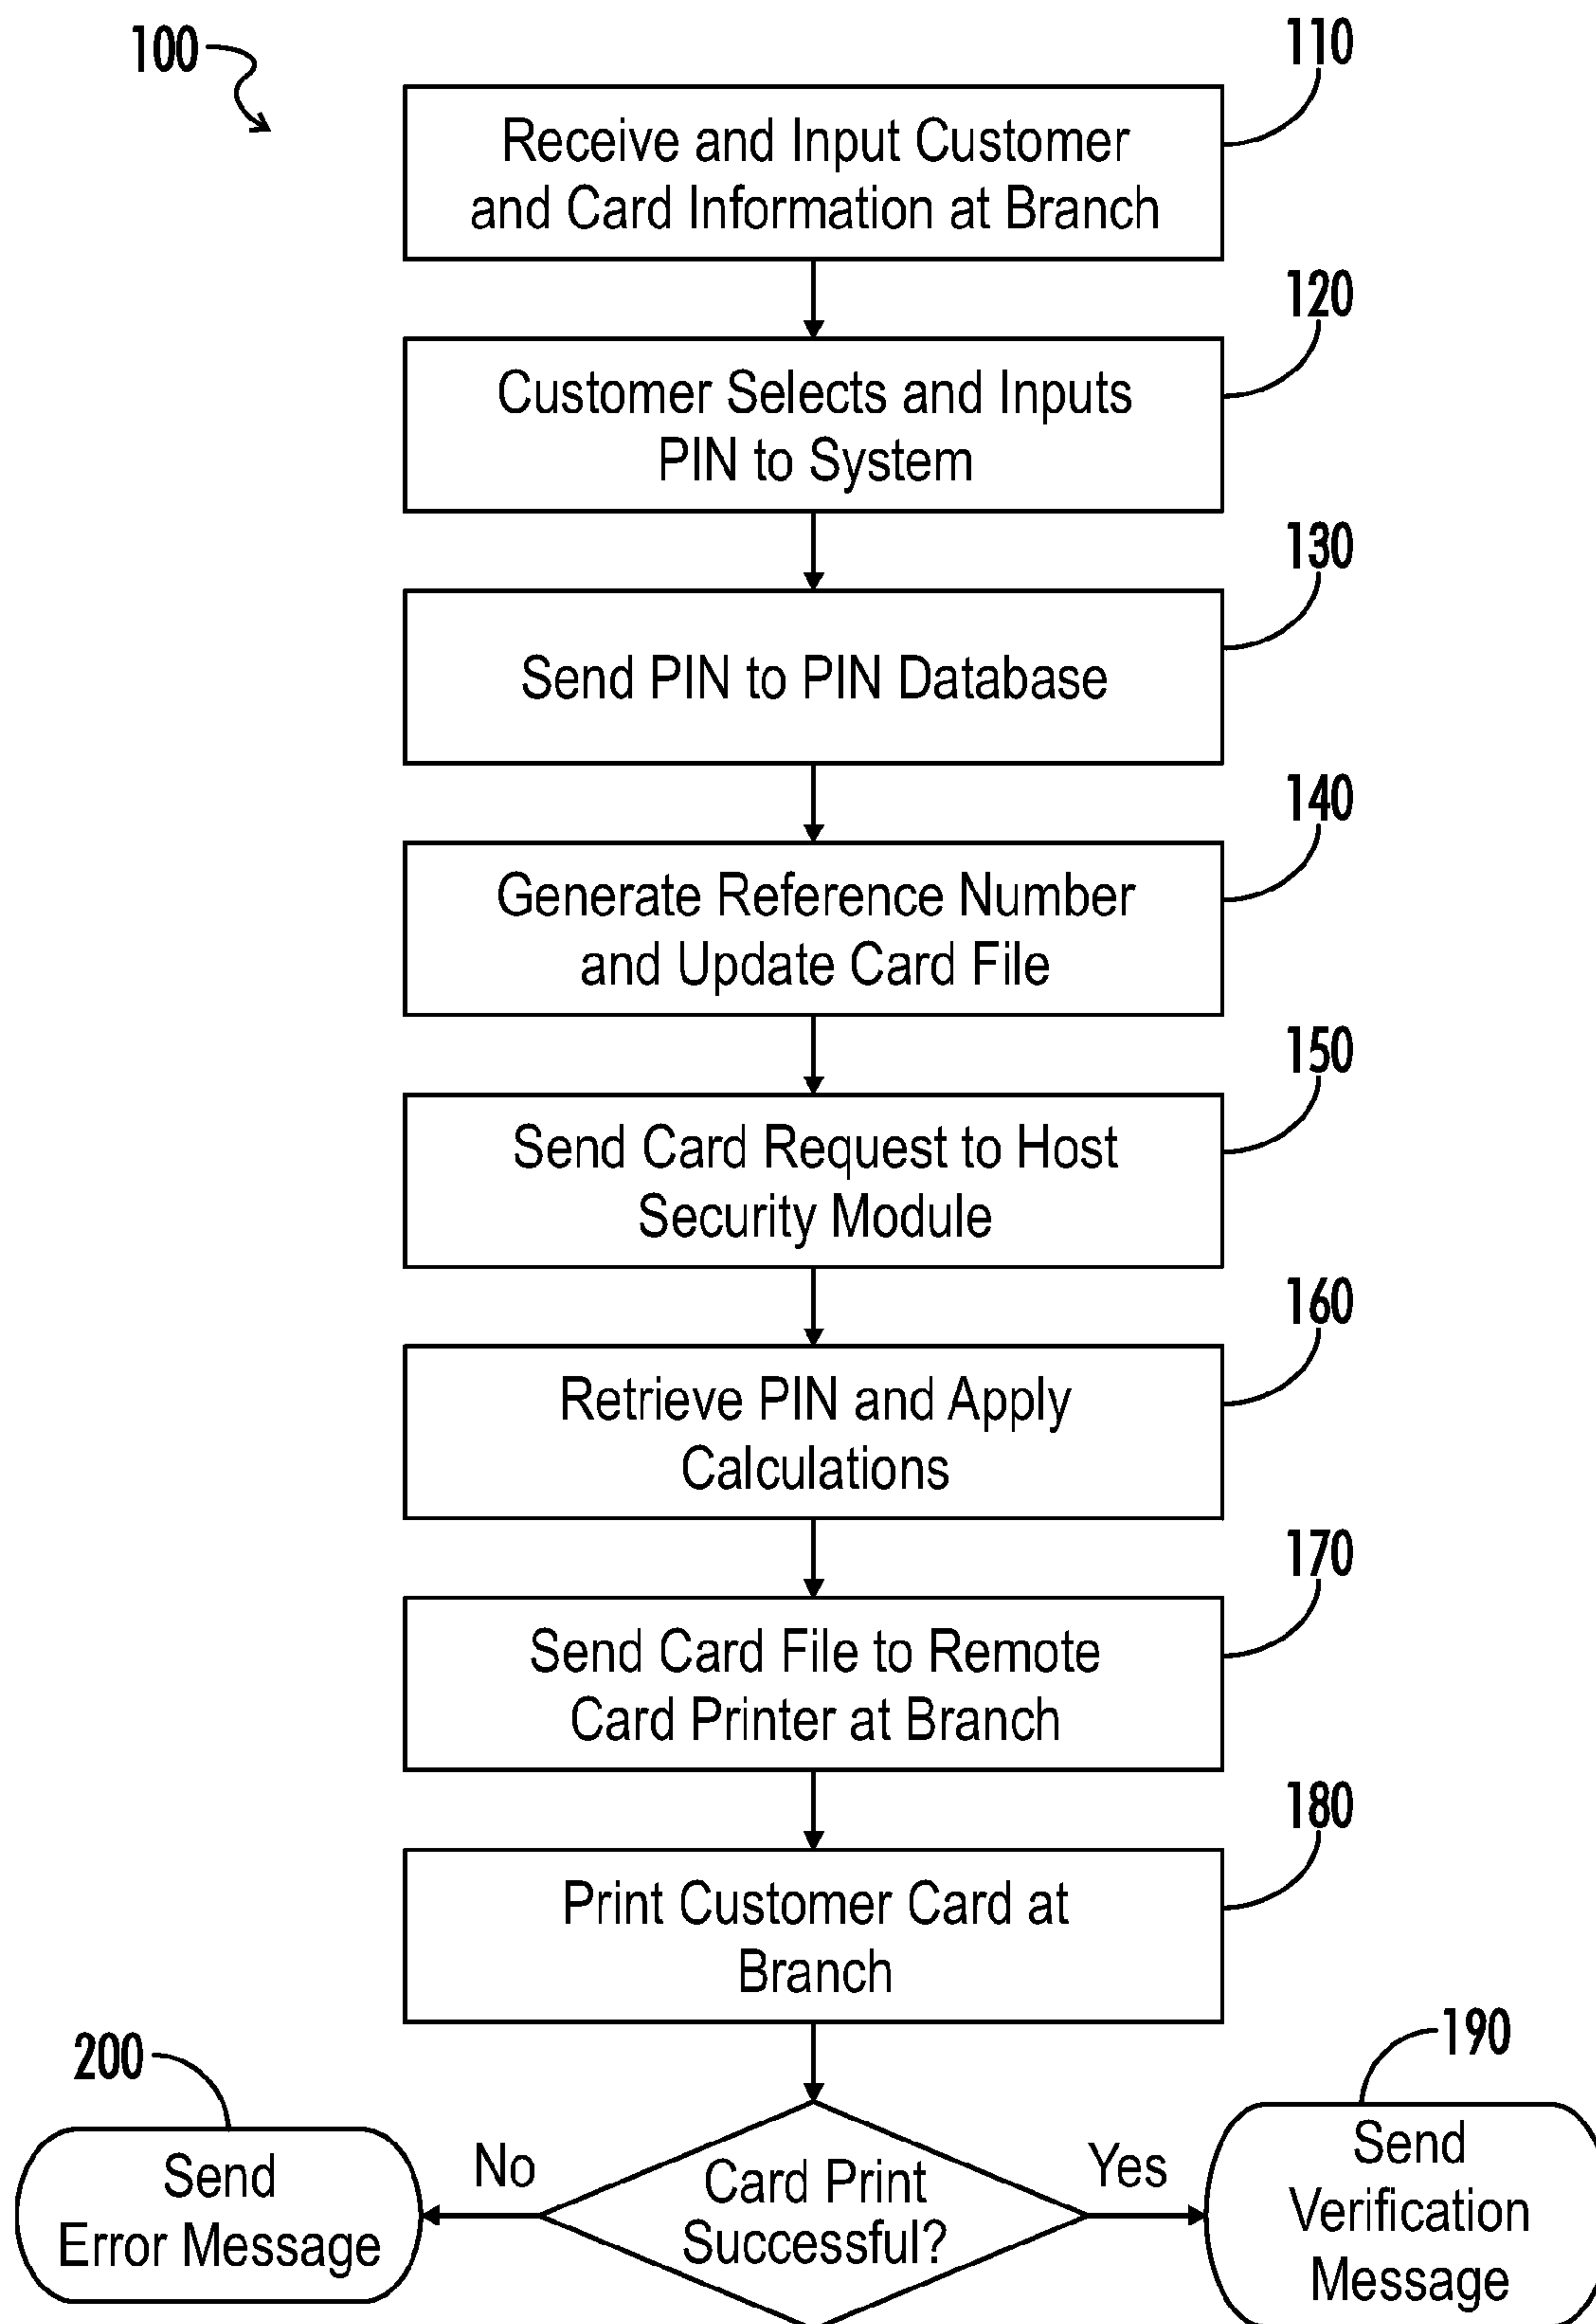 100
110
Receive and Input Customer
and Card Information at Branch
120
Customer Selects and Inputs
PIN to System
130
Send PIN to PIN Database
140
Generate Reference Number
and Update Card File
150
Send Card Request to Host
Security Module
160
Retrieve PIN and Apply
Calculations
170
Send Card File to Remote
Card Printer at Branch
180
Print Customer Card at
Branch
200
190
Send
Error Message
No
Card Print
Successful?
Yes
Send
Verification
Message